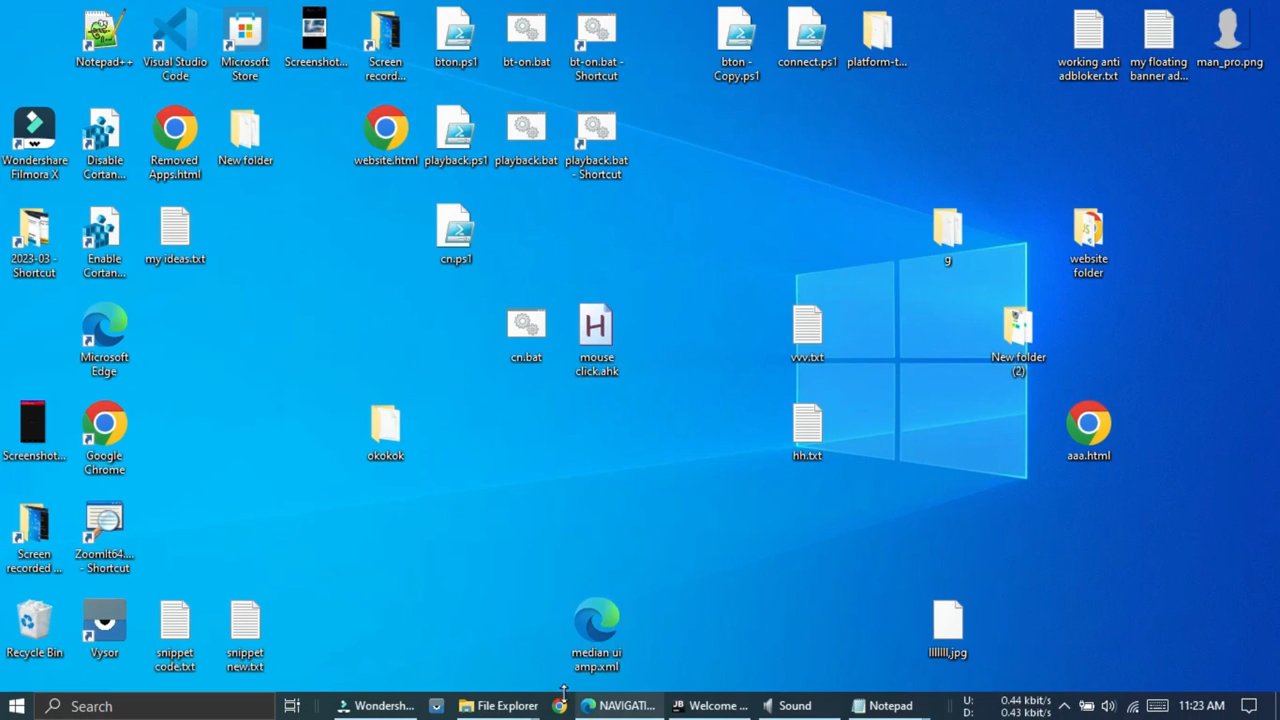 Notepad++
Visual Studio
Code
Microsoft
Store
Screenshot...
Screen
record...
bton.ps1
bt-on.bat
bt-on.bat -
Shortcut
bton -
Copy.ps1
connect.ps1
platform-t...
working anti
adbloker.txt
my floating
banner ad...
man_pro.png
Wondershare
Filmora X
Disable
Cortan...
Removed
Apps.html
New folder
website.html
playback.ps1
playback.bat
playback.bat
- Shortcut
2023-03 -
Shortcut
Enable
Cortan...
my ideas.txt
cn.ps1
g
website
folder
Microsoft
Edge
cn.bat
H
mouse
click.ahk
vvv.txt
New folder
(2)
Screenshot...
Google
Chrome
okokok
hh.txt
aaa.html
Screen
recorded ...
ZoomIt64....
- Shortcut
Recycle Bin
Vysor
snippet
code.txt
snippet
new.txt
median ui
amp.xml
lllllll.jpg
Search
Wondersh...
File Explorer
NAVIGATI...
JB Welcome ...
Sound
Notepad
U: 0.44 kbit/s
D: 0.43 kbit/s
11:23 AM